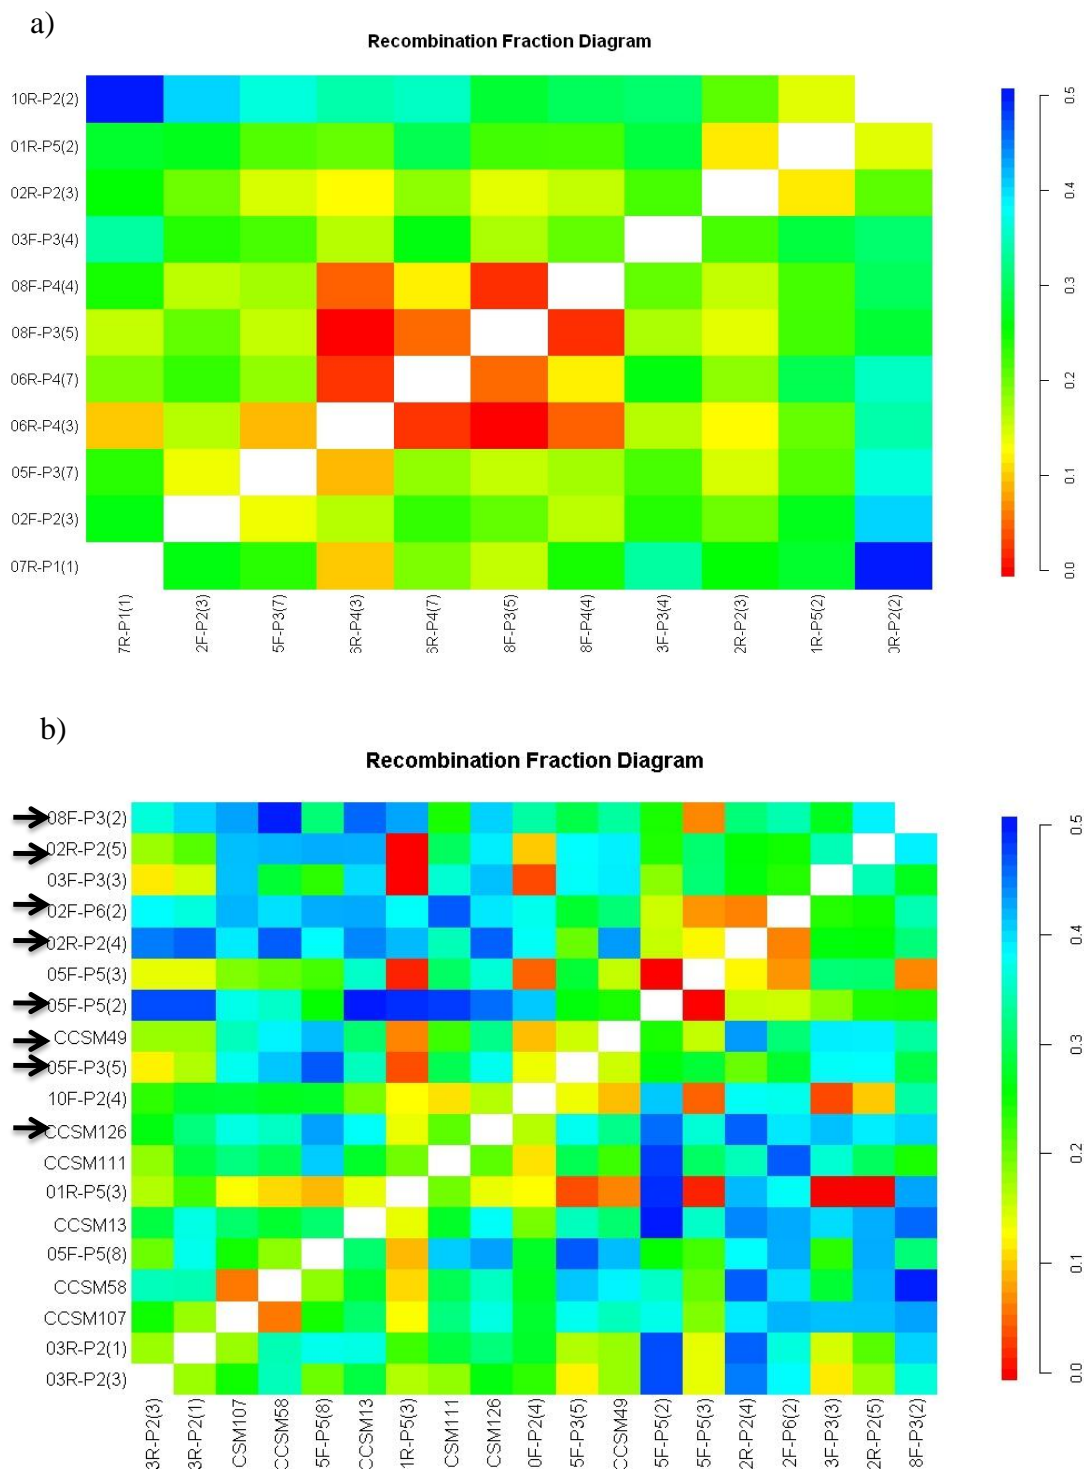 a)
Recombination Fraction Diagram
10R-P2(2)
01R-P5(2)
02R-P2(3)
03F-P3(4)
08F-P4(4)
08F-P3(5)
06R-P4(7)
06R-P4(3)
05F-P3(7)
02F-P2(3)
07R-P1(1)
7R-P1(1)
2F-P2(3)
5F-P3(7)
6R-P4(3)
6R-P4(7)
8F-P3(5)
8F-P4(4)
3F-P3(4)
2R-P2(3)
1R-P5(2)
0R-P2(2)
0.5
0.4
0.3
0.2
0.1
0.0
b)
Recombination Fraction Diagram
08F-P3(2)
02R-P2(5)
03F-P3(3)
02F-P6(2)
02R-P2(4)
05F-P5(3)
05F-P5(2)
CCSM49
05F-P3(5)
10F-P2(4)
CCSM126
CCSM111
01R-P5(3)
CCSM13
05F-P5(8)
CCSM58
CCSM107
03R-P2(1)
03R-P2(3)
3R-P2(3)
3R-P2(1)
CSM107
CCSM58
5F-P5(8)
CCSM13
1R-P5(3)
CSM111
CSM126
0F-P2(4)
5F-P3(5)
CCSM49
5F-P5(2)
5F-P5(3)
2R-P2(4)
2F-P6(2)
3F-P3(3)
2R-P2(5)
8F-P3(2)
0.5
0.4
0.3
0.2
0.1
0.0